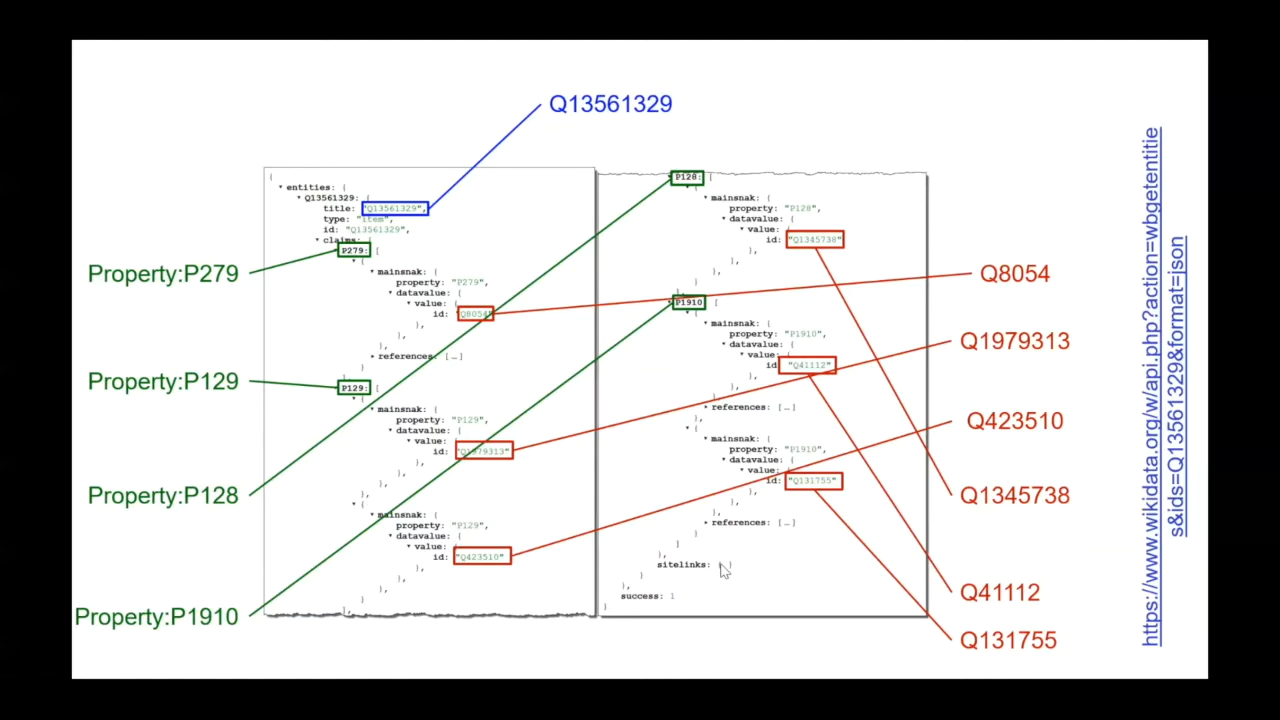 Q13561329
{
▾ entities: {
▾ Q13561329: {
title: "Q13561329",
type: "item",
id: "Q13561329",
▾ claims: {
P279: [
▾ {
▾ mainsnak: {
property: "P279",
▾ datavalue: {
▾ value: {
id: "Q8054"
},
},
},
▸ references: […]
}
],
P129: [
▾ {
▾ mainsnak: {
property: "P129",
▾ datavalue: {
▾ value: {
id: "Q1979313"
},
},
},
},
▾ {
▾ mainsnak: {
property: "P129",
▾ datavalue: {
▾ value: {
id: "Q423510"
},
},
},
}
],
P128: [
▾ {
▾ mainsnak: {
property: "P128",
▾ datavalue: {
▾ value: {
id: "Q1345738"
},
},
},
}
],
P1910 [
▾ {
▾ mainsnak: {
property: "P1910",
▾ datavalue: {
▾ value: {
id "Q41112"
},
},
},
▸ references: […]
},
▾ {
▾ mainsnak: {
property: "P1910",
▾ datavalue: {
▾ value: {
id: "Q131755"
},
},
},
▸ references: […]
}
]
},
sitelinks: { }
}
},
success: 1
}
Property:P279
Property:P129
Property:P128
Property:P1910
Q8054
Q1979313
Q423510
Q1345738
Q41112
Q131755
https://www.wikidata.org/w/api.php?action=wbgetentitie
s&ids=Q13561329&format=json